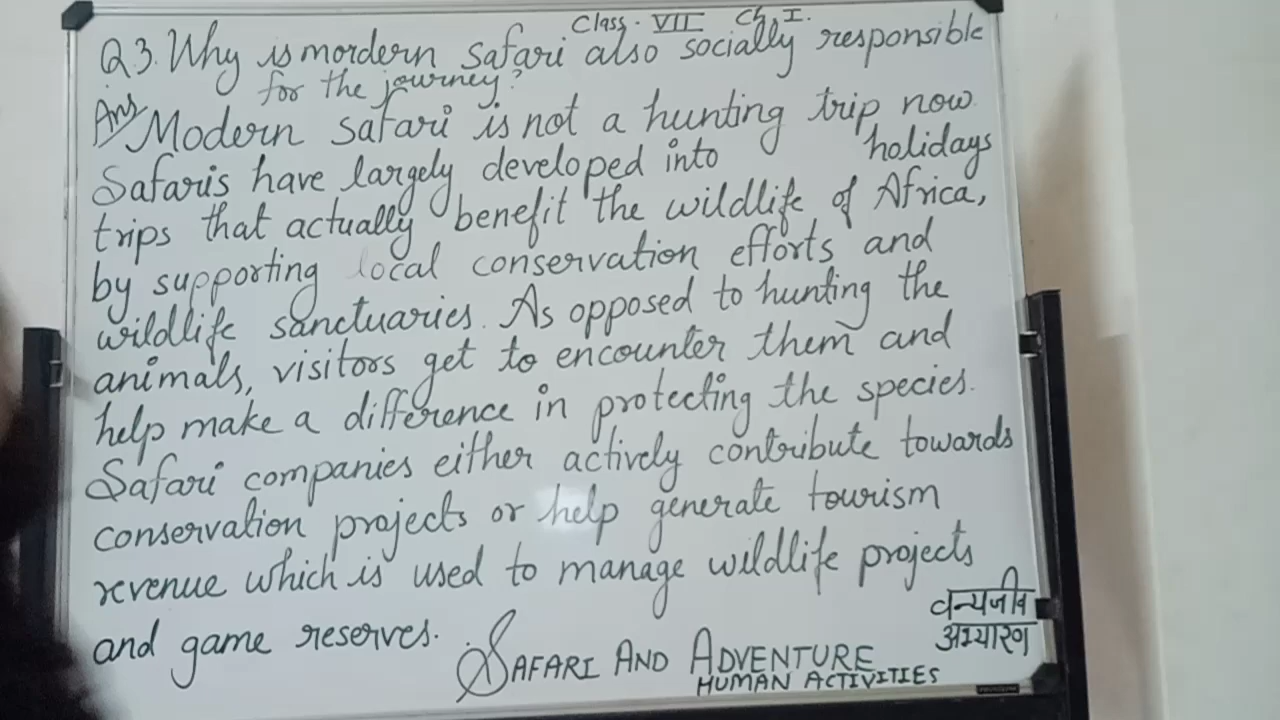 Class. VII Ch. I.
Q3. Why is mordern Safari also socially responsible
for the journey?
Ans Modern safari is not a hunting trip now
Safaris have largely developed into holidays
trips that actually benefit the wildlife of Africa,
by supporting local conservation efforts and
wildlife sanctuaries. As opposed to hunting the
animals, visitors get to encounter them and
help make a difference in protecting the species.
Safari companies either actively contribute towards
conservation projects or help generate tourism
revenue which is used to manage wildlife projects
and game reserves.
वन्यजीव
अभ्यारण
SAFARI AND ADVENTURE
HUMAN ACTIVITIES